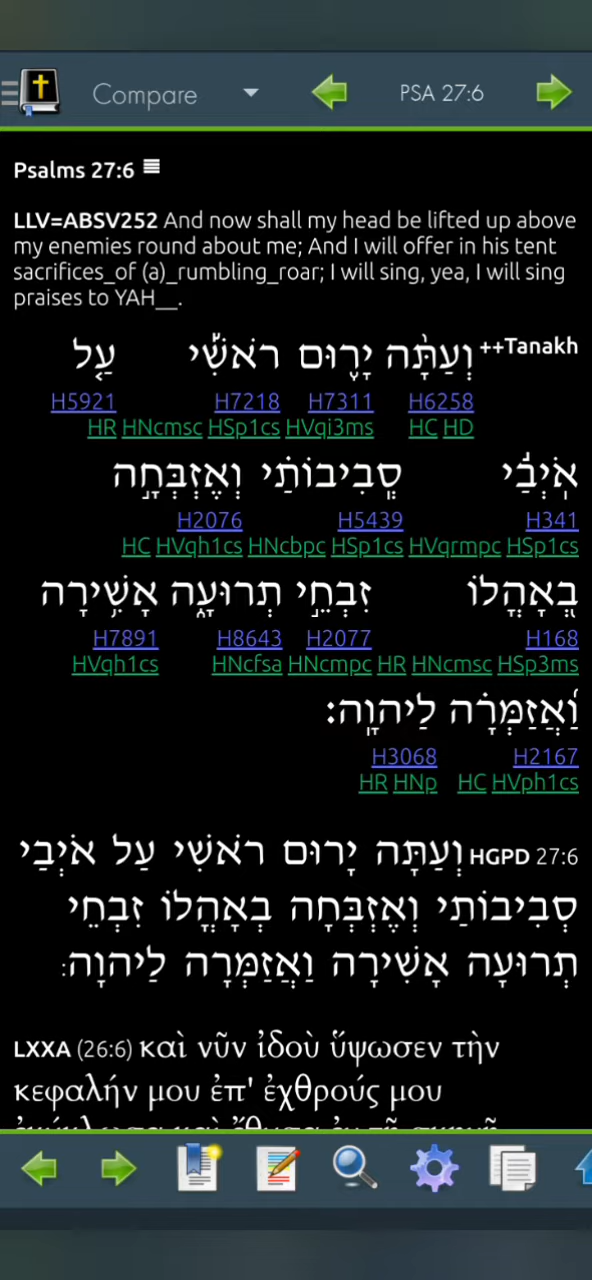 Compare
PSA 27:6
Psalms 27:6
LLV=ABSV252 And now shall my head be lifted up above
my enemies round about me; And I will offer in his tent
sacrifices_of (a)_rumbling_roar; I will sing, yea, I will sing
praises to YAH__.
++Tanakh וְעַתָּ֨ה יָר֪וּם רֹאשִׁ֡י עַ֤ל
H5921 H7218 H7311 H6258
HR HNcmsc HSp1cs HVqi3ms HC HD
אֹֽיְבַ֬י סְֽבִיבוֹתַ֗י וְאֶזְבְּחָ֣ה
H2076 H5439 H341
HC HVqh1cs HNcbpc HSp1cs HVqrmpc HSp1cs
בְ֭אָהֳלוֹ זִבְחֵ֣י תְרוּעָ֑ה אָשִׁ֥ירָה
H7891 H8643 H2077 H168
HVqh1cs HNcfsa HNcmpc HR HNcmsc HSp3ms
וַ֝אֲזַמְּרָ֗ה לַיהוָֽה׃
H3068 H2167
HR HNp HC HVph1cs
HGPD 27:6 וְעַתָּה יָרוּם רֹאשִׁי עַל אֹיְבַי
סְבִיבוֹתַי וְאֶזְבְּחָה בְאָהֳלוֹ זִבְחֵי
תְרוּעָה אָשִׁירָה וַאֲזַמְּרָה לַיהוָה׃
LXXA (26:6) καὶ νῦν ἰδοὺ ὕψωσεν τὴν
κεφαλήν μου ἐπ' ἐχθρούς μου